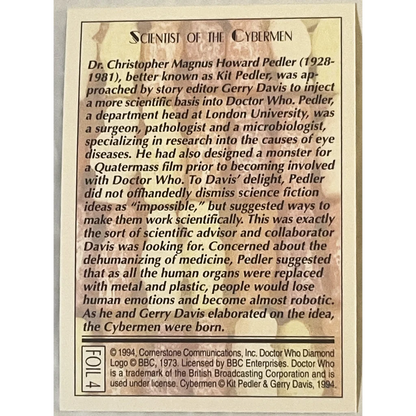 SCIENTIST OF THE CYBERMEN
Dr. Christopher Magnus Howard Pedler (1928-
1981), better known as Kit Pedler, was ap-
proached by story editor Gerry Davis to inject
a more scientific basis into Doctor Who. Pedler,
a department head at London University, was
a surgeon, pathologist and a microbiologist,
specializing in research into the causes of eye
diseases. He had also designed a monster for
a Quatermass film prior to becoming involved
with Doctor Who. To Davis' delight, Pedler
did not offhandedly dismiss science fiction
ideas as "impossible," but suggested ways to
make them work scientifically. This was exactly
the sort of scientific advisor and collaborator
Davis was looking for. Concerned about the
dehumanizing of medicine, Pedler suggested
that as all the human organs were replaced
with metal and plastic, people would lose
human emotions and become almost robotic.
As he and Gerry Davis elaborated on the idea,
the Cybermen were born.
FOIL 4
© 1994, Cornerstone Communications, Inc. Doctor Who Diamond
Logo © BBC, 1973. Licensed by BBC Enterprises. Doctor Who
is a trademark of the British Broadcasting Corporation and is
used under license. Cybermen © Kit Pedler & Gerry Davis, 1994.